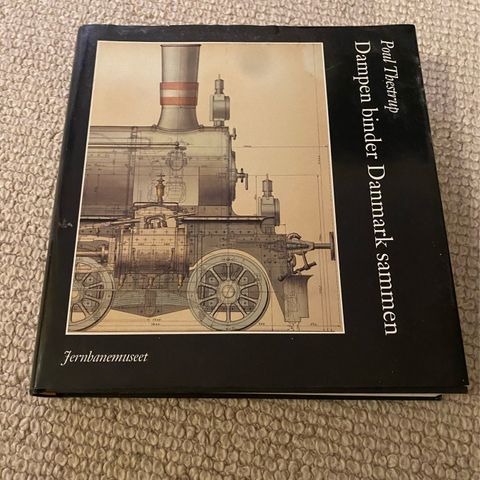 Poul Thestrup
Dampen binder Danmark sammen
Jernbanemuseet